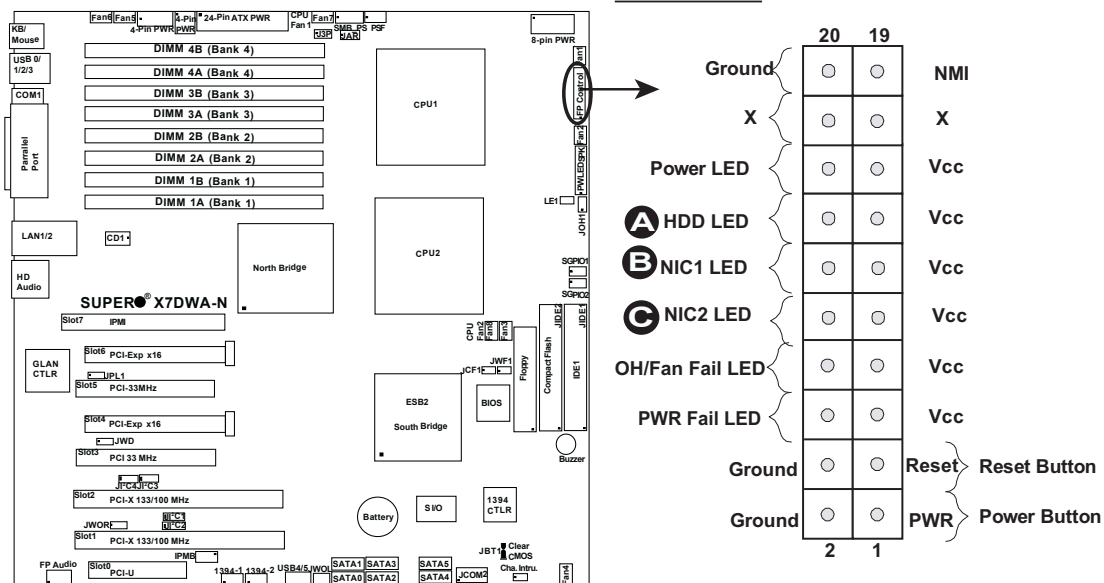 Fan6 Fan5
4-Pin PWR
4-Pin PWR
24-Pin ATX PWR
CPU Fan 1
Fan7
SMB_PS PSF
J3P JAR
8-pin PWR
KB/
Mouse
USB 0/
1/2/3
COM1
Parrallel
Port
LAN1/2
HD
Audio
DIMM 4B (Bank 4)
DIMM 4A (Bank 4)
DIMM 3B (Bank 3)
DIMM 3A (Bank 3)
DIMM 2B (Bank 2)
DIMM 2A (Bank 2)
DIMM 1B (Bank 1)
DIMM 1A (Bank 1)
CPU1
Fan1
FP Control
Fan2
PWLEDSPK
LE1
JOH1
CD1
North Bridge
CPU2
SGPIO1
SGPIO2
SUPER® X7DWA-N
Slot7
IPMI
Slot6
PCI-Exp x16
GLAN
CTLR
JPL1
Slot5
PCI-33MHz
Slot4
PCI-Exp x16
JWD
Slot3
PCI 33 MHz
JI²C4 JI²C3
Slot2
PCI-X 133/100 MHz
JI²C1
JI²C2
JWOR
Slot1
PCI-X 133/100 MHz
IPMB
Slot0
PCI-U
FP Audio
CPU
Fan2
Fan8
Fan3
JWF1
JCF1
Floppy
Compact Flash
JIDE2
JIDE1
IDE1
BIOS
ESB2
South Bridge
Buzzer
Battery
S I/O
1394
CTLR
JBT1
Clear
CMOS
Cha. Intru.
1394-1 1394-2 USB4/5 JWOL
SATA1 SATA3
SATA0 SATA2
SATA5
SATA4
JCOM2
Fan4
20 19
Ground NMI
X X
Power LED Vcc
A HDD LED Vcc
B NIC1 LED Vcc
C NIC2 LED Vcc
OH/Fan Fail LED Vcc
PWR Fail LED Vcc
Ground Reset Reset Button
Ground PWR Power Button
2 1